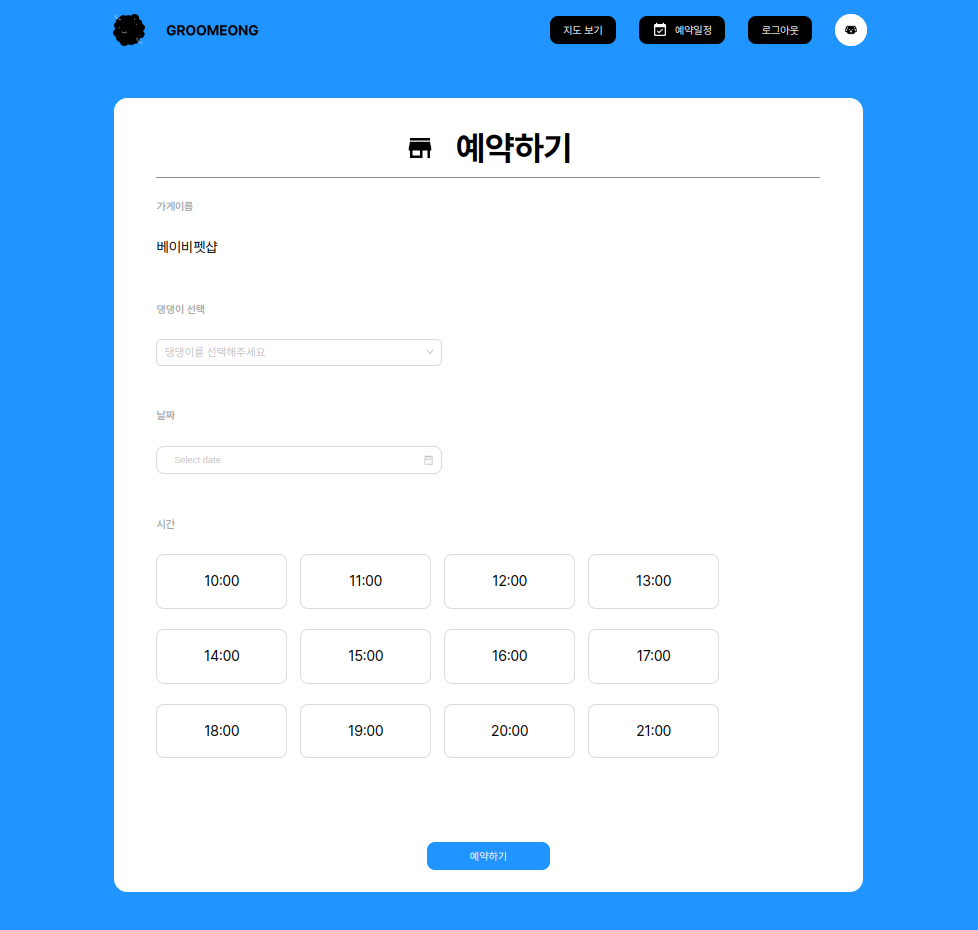 GROOMEONG
지도 보기
예약일정
로그아웃
예약하기
가게이름
베이비펫샵
댕댕이 선택
댕댕이를 선택해주세요
날짜
Select date
시간
10:00
11:00
12:00
13:00
14:00
15:00
16:00
17:00
18:00
19:00
20:00
21:00
예약하기